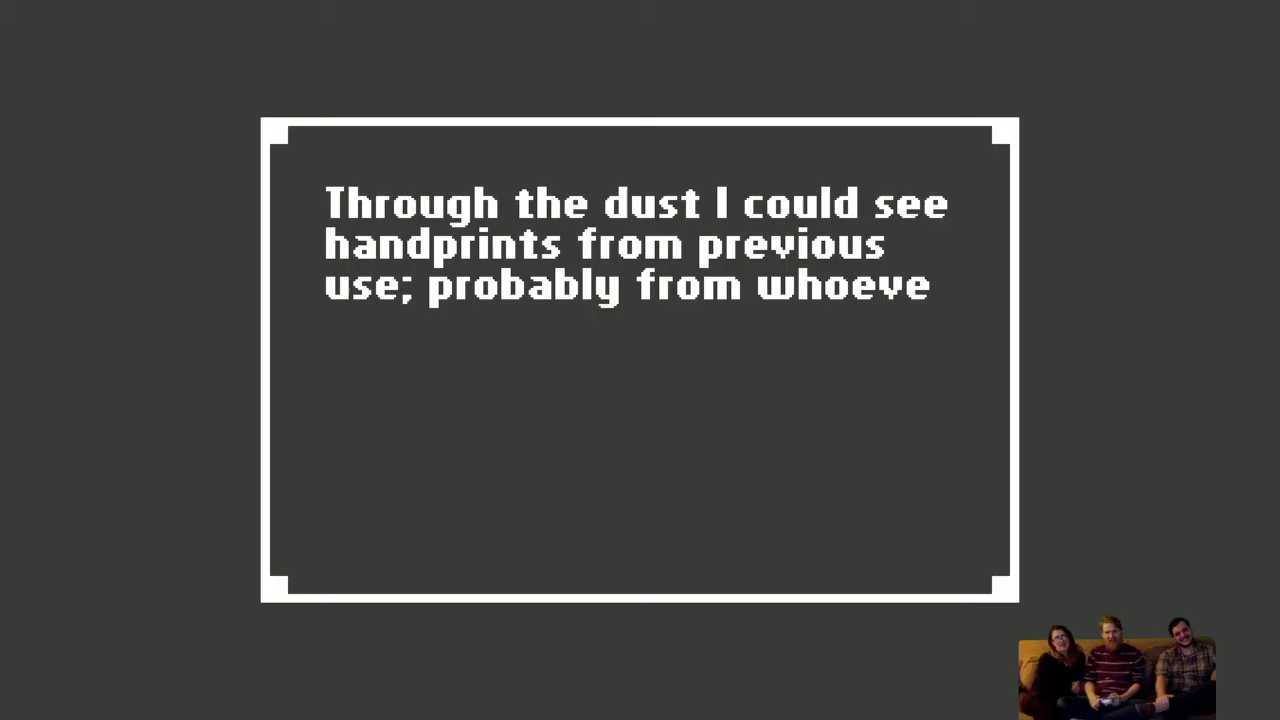 Through the dust I could see
handprints from previous
use; probably from whoeve